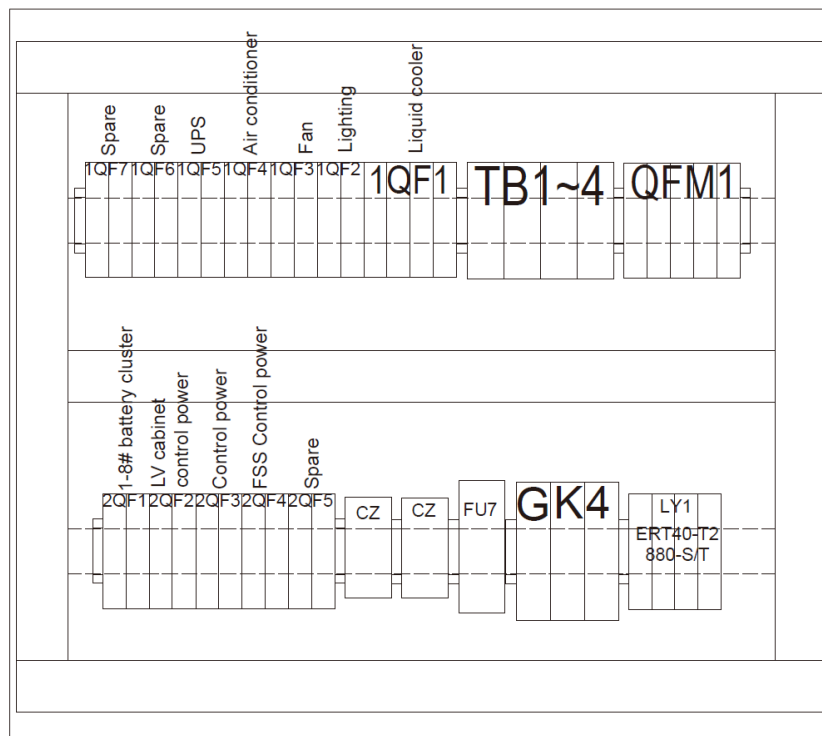 Spare
Spare
UPS
Air conditioner
Fan
Lighting
Liquid cooler
1QF7
1QF6
1QF5
1QF4
1QF3
1QF2
1QF1
TB1~4
QFM1
1-8# battery cluster
LV cabinet
control power
Control power
FSS Control power
Spare
2QF1
2QF2
2QF3
2QF4
2QF5
CZ
CZ
FU7
GK4
LY1
ERT40-T2
880-S/T